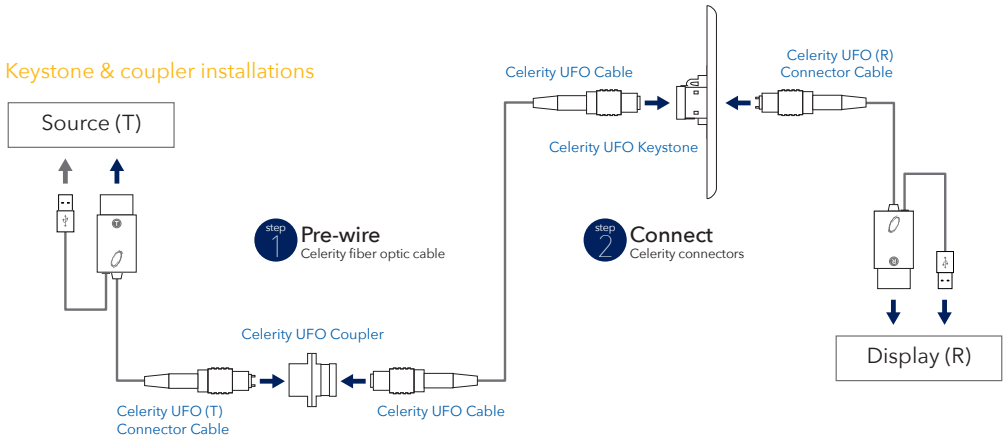 Keystone & coupler installations
Source (T)
T
step
1
Pre-wire
Celerity fiber optic cable
Celerity UFO Coupler
Celerity UFO (T)
Connector Cable
Celerity UFO Cable
Celerity UFO Cable
Celerity UFO Keystone
Celerity UFO (R)
Connector Cable
step
2
Connect
Celerity connectors
R
Display (R)